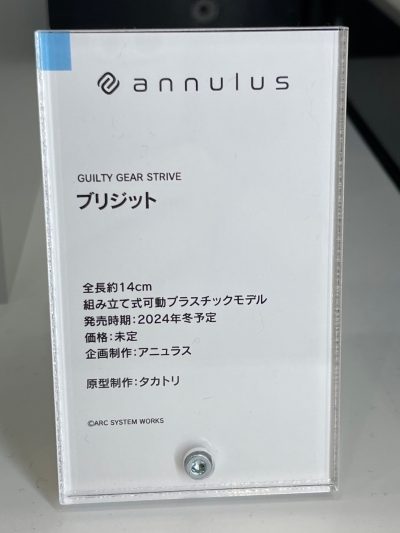 annulus
GUILTY GEAR STRIVE
ブリジット
全長約14cm
組み立て式可動プラスチックモデル
発売時期：2024年冬予定
価格：未定
企画制作：アニュラス
原型制作：タカトリ
©ARC SYSTEM WORKS